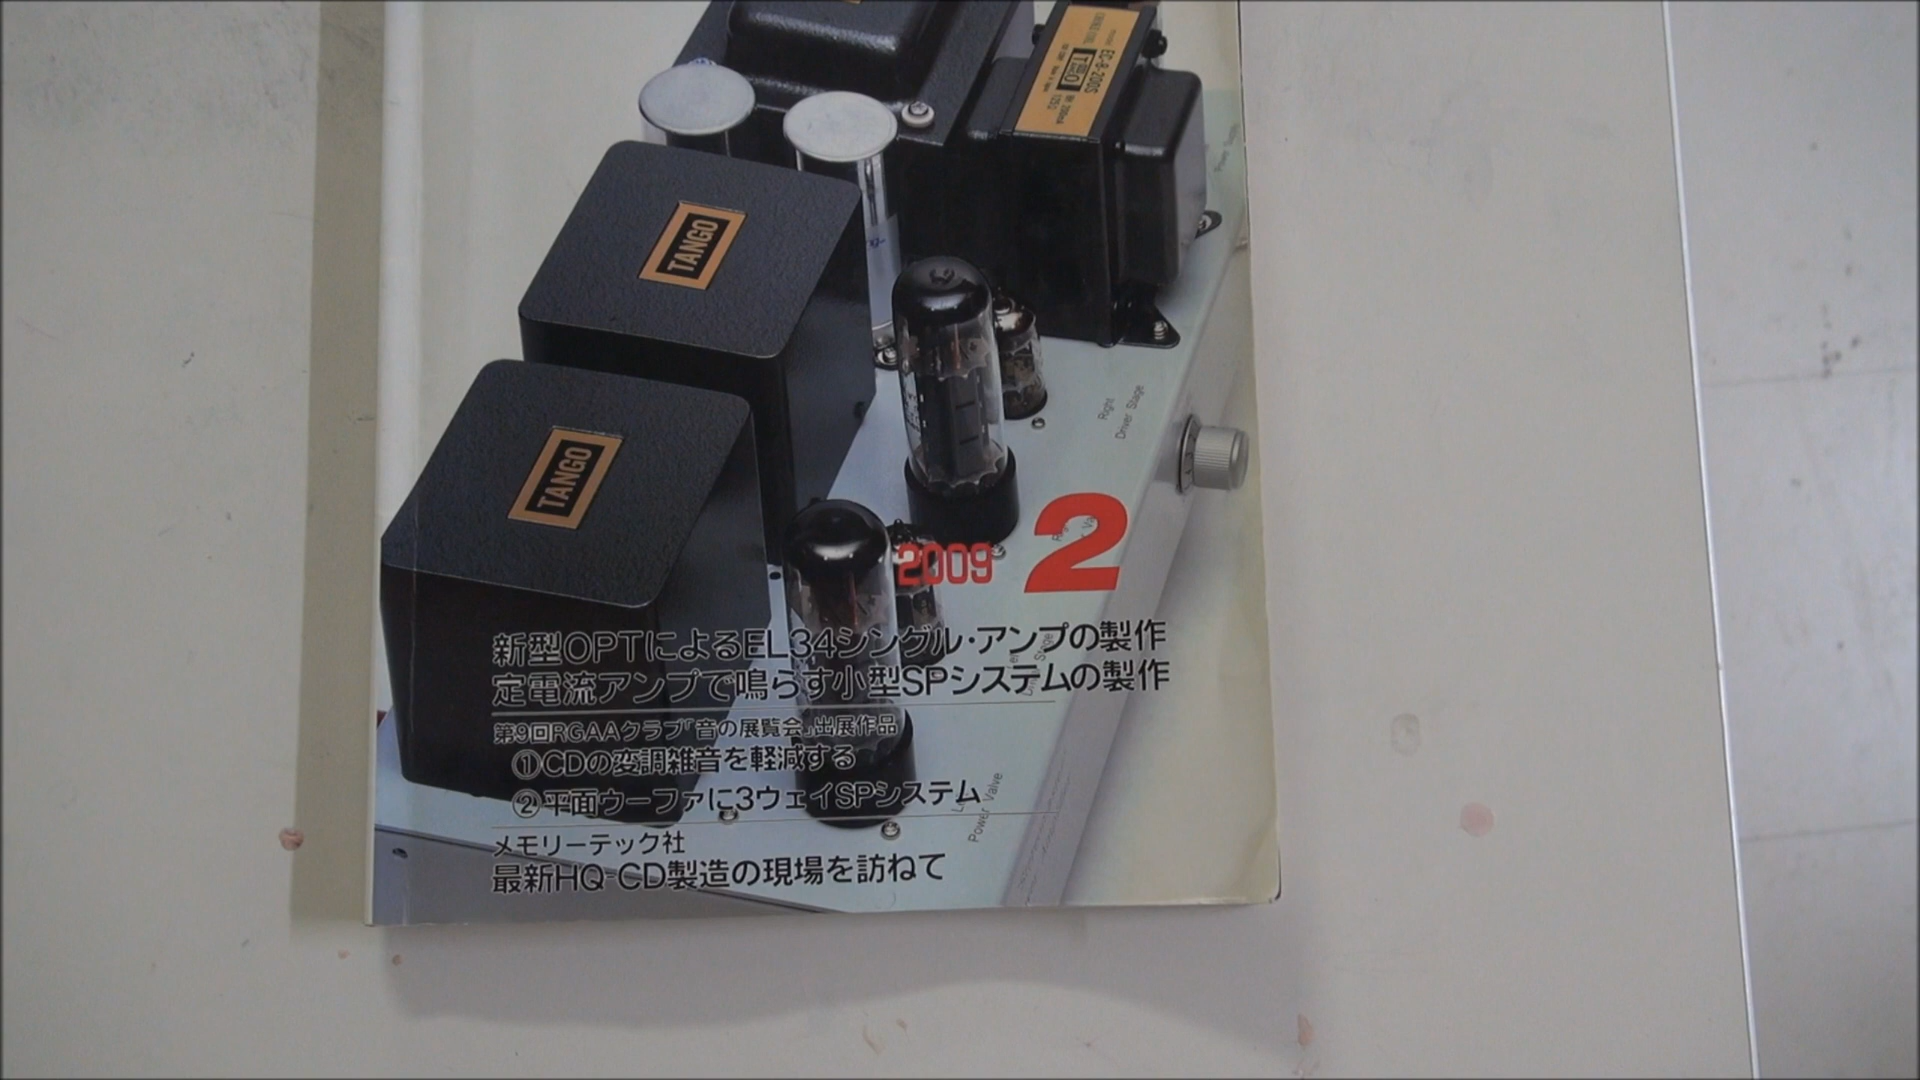 EC-8-200S
TANGO
TANGO
Right
Driver Stage
2009 2
新型OPTによるEL34シングル・アンプの製作
定電流アンプで鳴らす小型SPシステムの製作
第9回RGAAクラブ「音の展覧会」出展作品
①CDの変調雑音を軽減する
②平面ウーファに3ウェイSPシステム
Power Valve
メモリーテック社
最新HQ-CD製造の現場を訪ねて